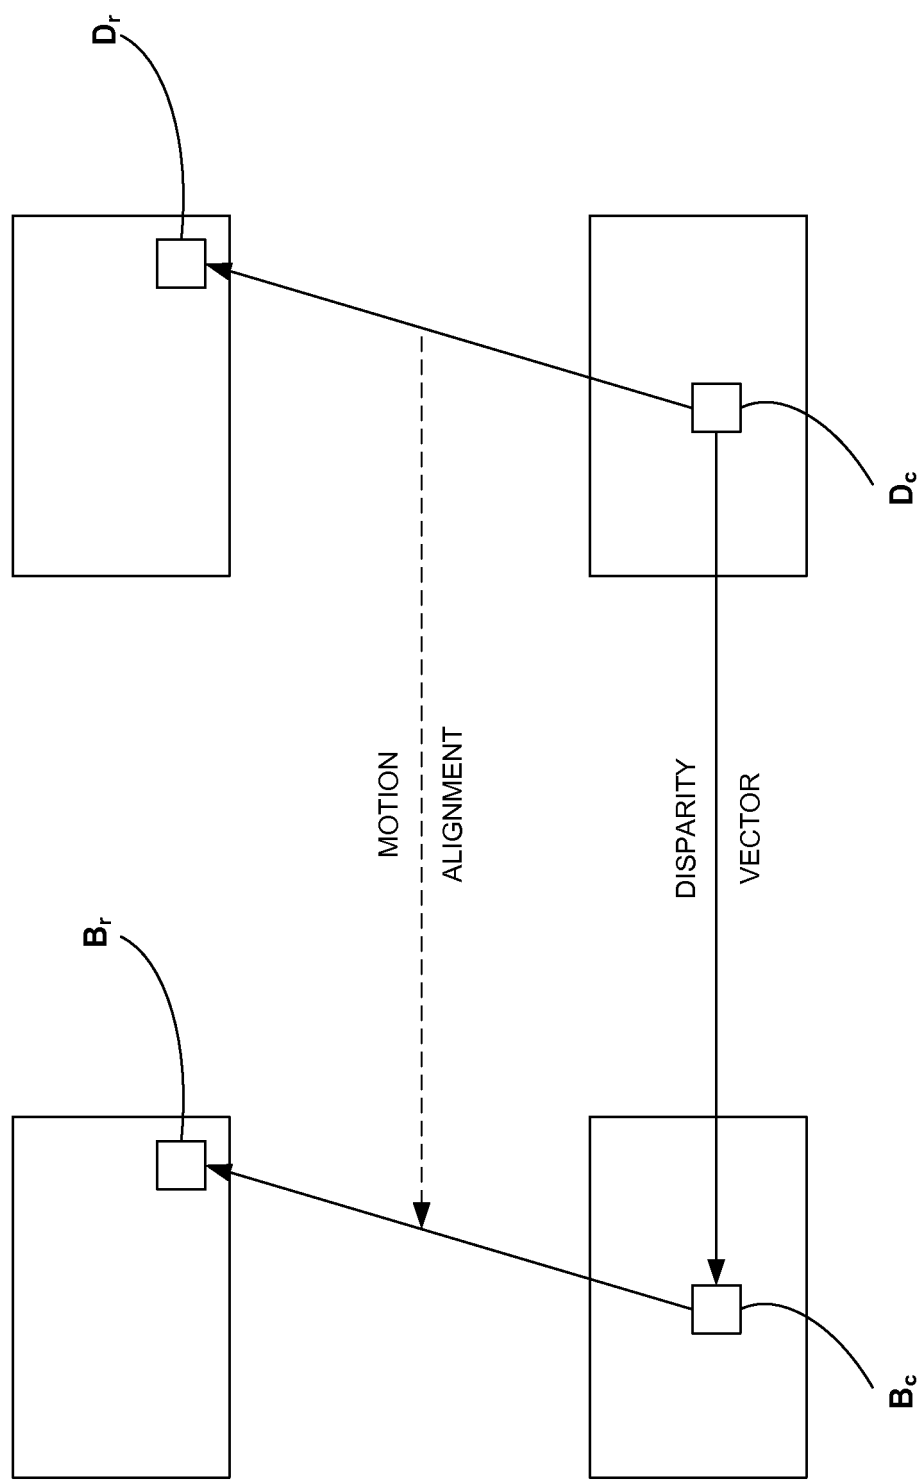 Br
Dr
MOTION
ALIGNMENT
DISPARITY
VECTOR
Bc
Dc